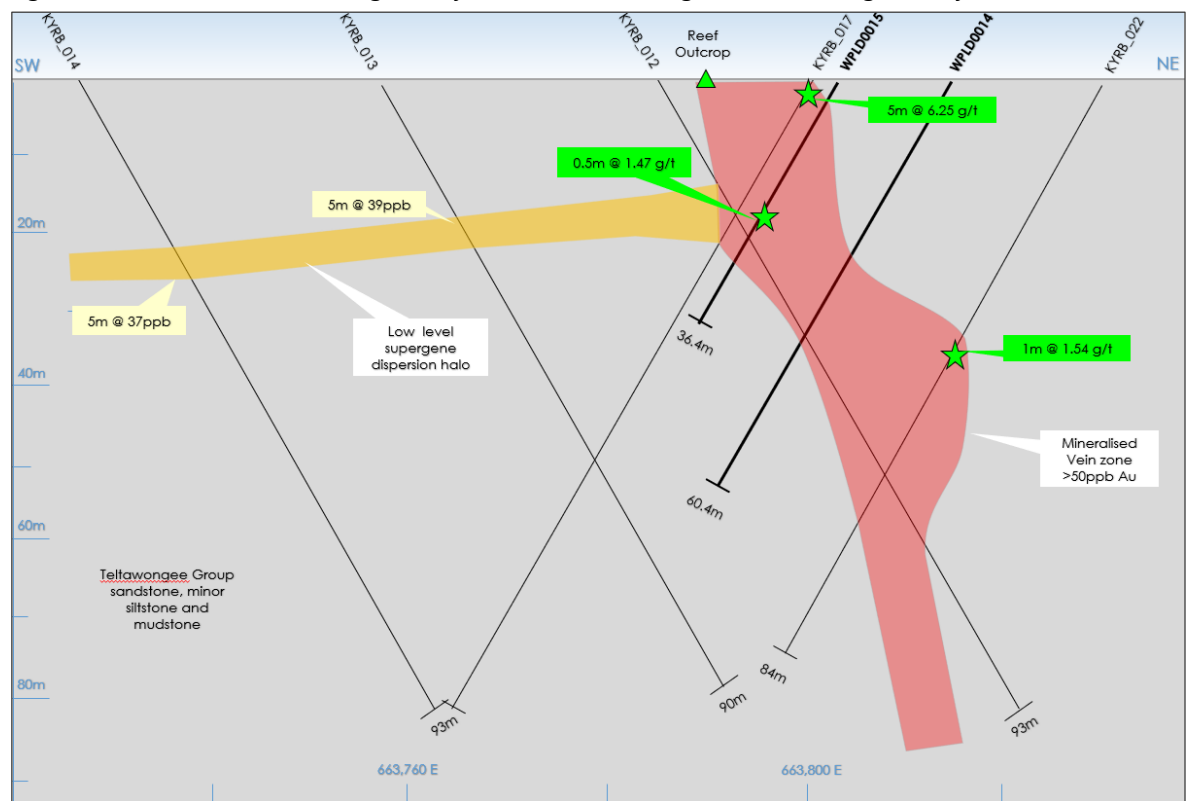 KYRB_014
KYRB_013
KYRB_012
Reef
Outcrop
KYRB_017
WPLD0015
WPLD0014
KYRB_022
SW
NE
5m @ 6.25 g/t
0.5m @ 1.47 g/t
5m @ 39ppb
20m
5m @ 37ppb
Low level
supergene
dispersion halo
36.4m
1m @ 1.54 g/t
40m
Mineralised
Vein zone
>50ppb Au
60.4m
60m
Teltawongee Group
sandstone, minor
siltstone and
mudstone
84m
80m
93m
90m
93m
663,760 E
663,800 E